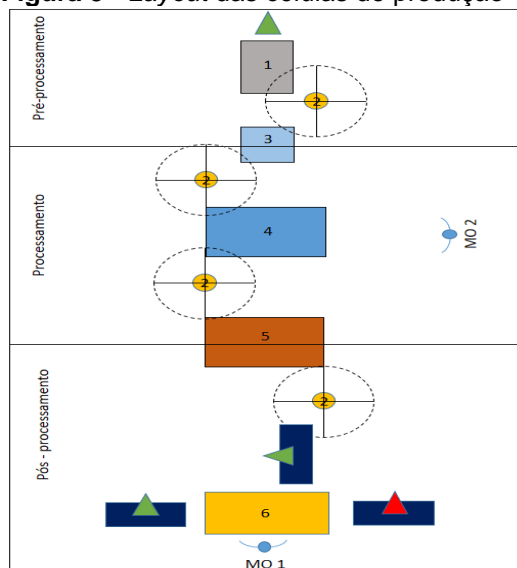 Figura - Layout das células de produção
Pré-processamento
1
2
3
Processamento
2
4
MO 2
2
5
Pós - processamento
2
6
MO 1